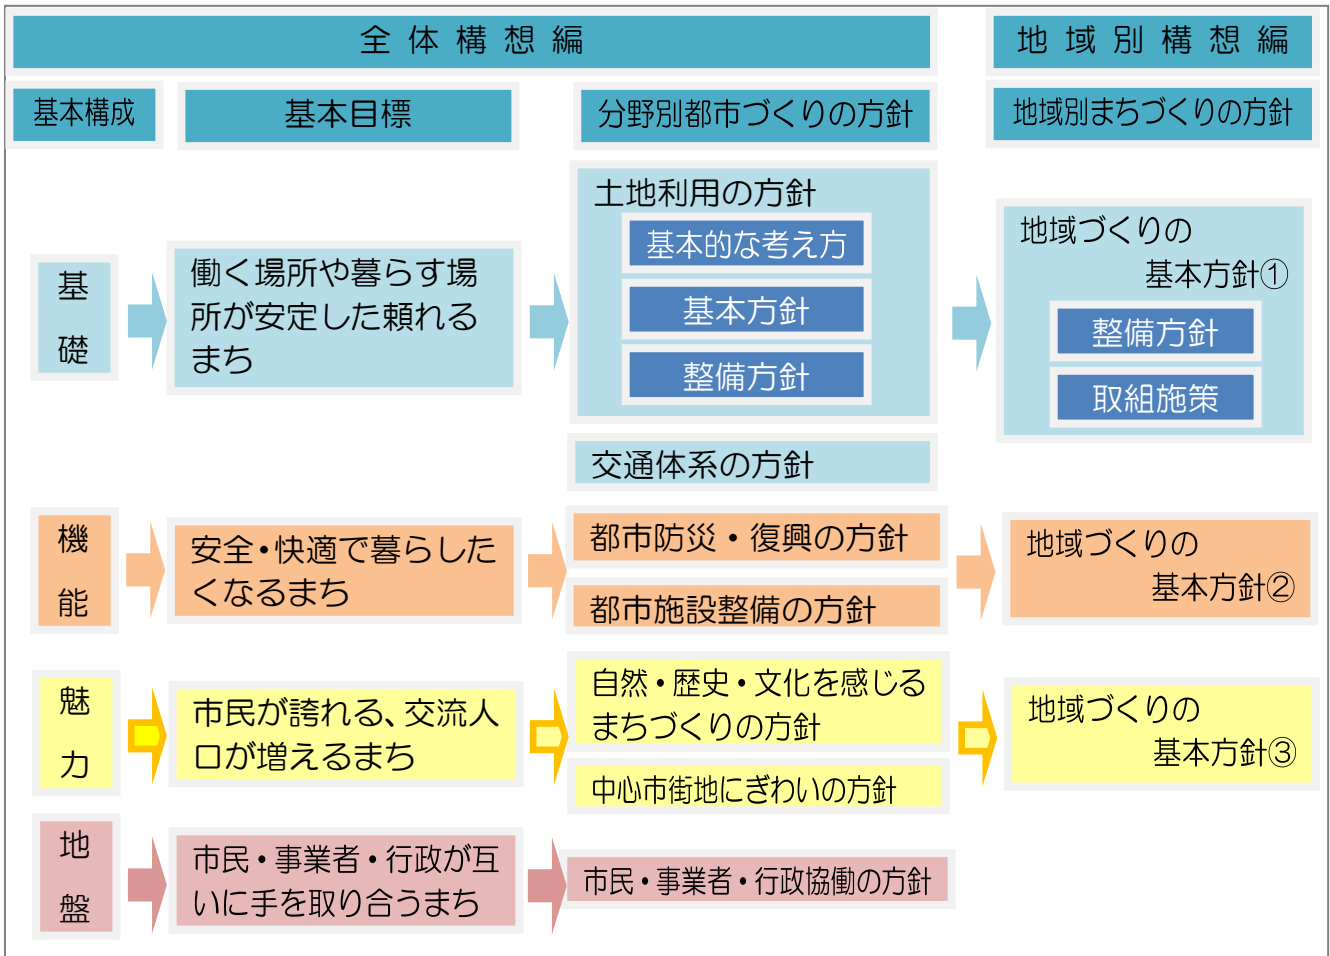 全体構想編
地域別構想編
基本構成
基本目標
分野別都市づくりの方針
地域別まちづくりの方針
基
礎
働く場所や暮らす場
所が安定した頼れる
まち
土地利用の方針
基本的な考え方
基本方針
整備方針
交通体系の方針
地域づくりの
基本方針①
整備方針
取組施策
機
能
安全・快適で暮らした
くなるまち
都市防災・復興の方針
都市施設整備の方針
地域づくりの
基本方針②
魅
力
市民が誇れる、交流人
口が増えるまち
自然・歴史・文化を感じる
まちづくりの方針
中心市街地にぎわいの方針
地域づくりの
基本方針③
地
盤
市民・事業者・行政が互
いに手を取り合うまち
市民・事業者・行政協働の方針